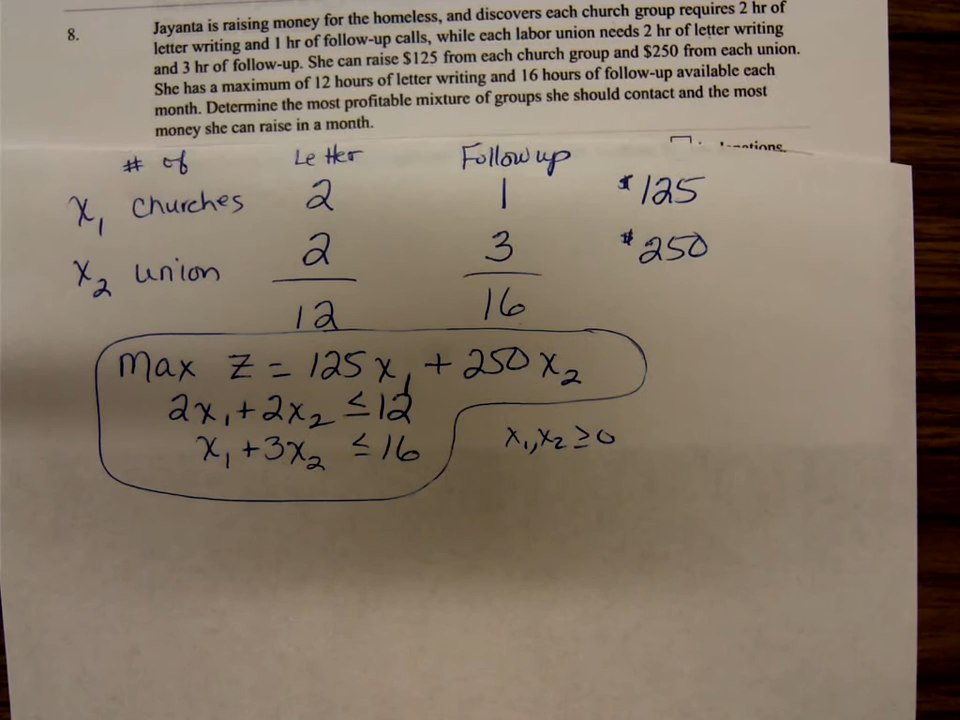 8. Jayanta is raising money for the homeless, and discovers each church group requires 2 hr of
letter writing and 1 hr of follow-up calls, while each labor union needs 2 hr of letter writing
and 3 hr of follow-up. She can raise $125 from each church group and $250 from each union.
She has a maximum of 12 hours of letter writing and 16 hours of follow-up available each
month. Determine the most profitable mixture of groups she should contact and the most
money she can raise in a month.
# of Letter Follow up
x₁ churches 2 1 $125
x₂ union 2 3 $250
12 16
Max Z = 125x₁ + 250x₂
2x₁ + 2x₂ ≤ 12
x₁ + 3x₂ ≤ 16 x₁, x₂ ≥ 0